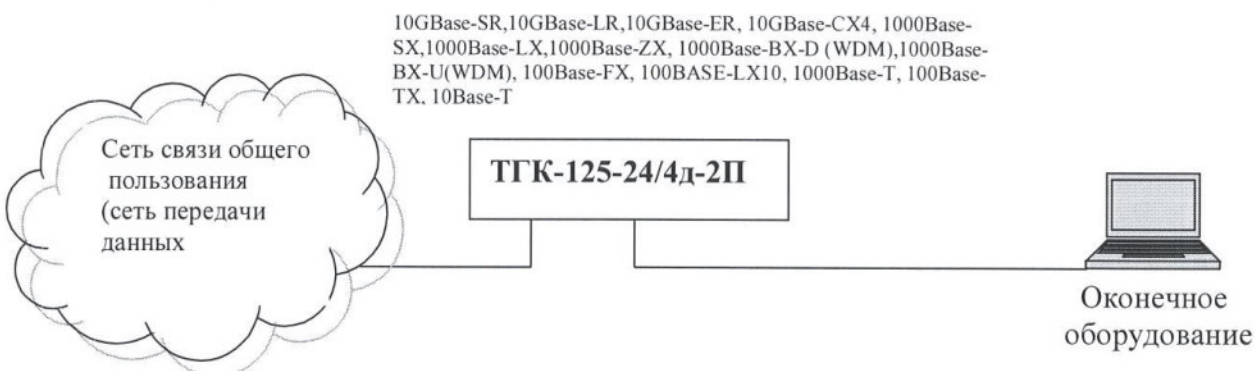 10GBase-SR,10GBase-LR,10GBase-ER, 10GBase-CX4, 1000Base-
SX,1000Base-LX,1000Base-ZX, 1000Base-BX-D (WDM),1000Base-
BX-U(WDM), 100Base-FX, 100BASE-LX10, 1000Base-T, 100Base-
TX, 10Base-T
Сеть связи общего
пользования
(сеть передачи
данных
ТГК-125-24/4д-2П
Оконечное
оборудование